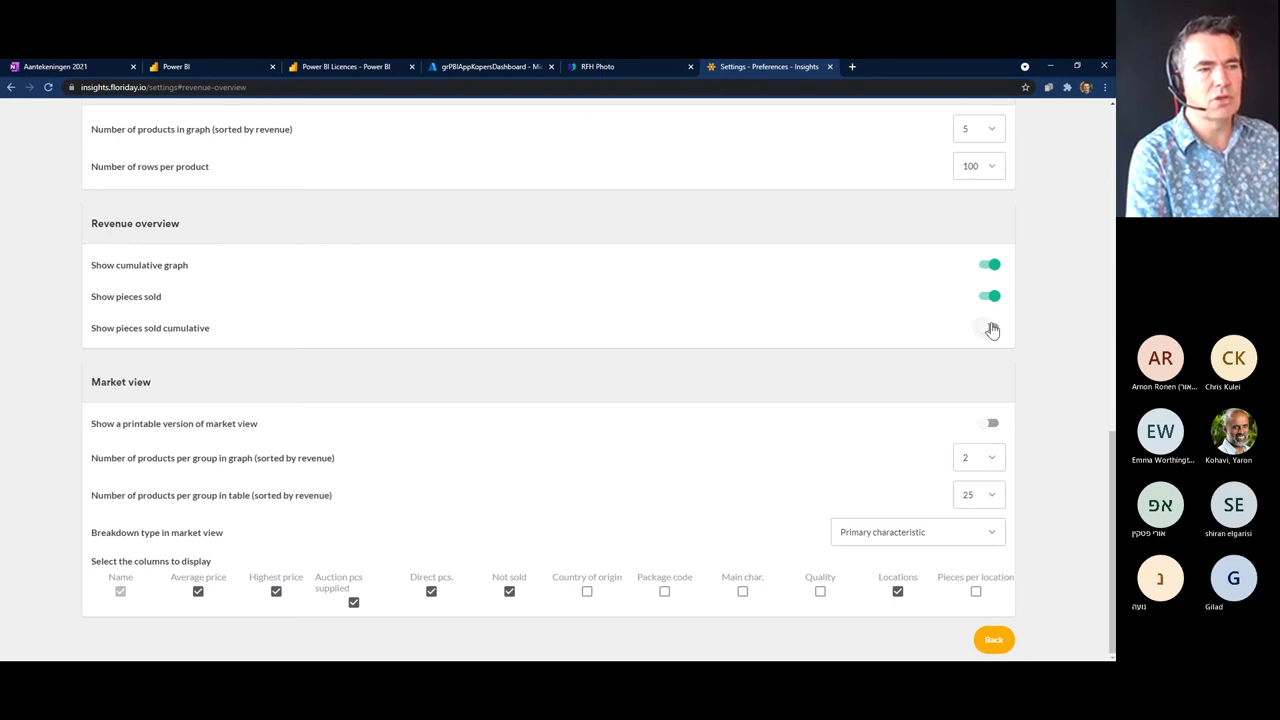 Aantekeningen 2021
Power BI
Power BI Licences - Power BI
grPBIAppKopersDashboard - Mi
RFH Photo
Settings - Preferences - Insights
insights.floriday.io/settings#revenue-overview
Number of products in graph (sorted by revenue)
5
Number of rows per product
100
Revenue overview
Show cumulative graph
Show pieces sold
Show pieces sold cumulative
Market view
Show a printable version of market view
Number of products per group in graph (sorted by revenue)
2
Number of products per group in table (sorted by revenue)
25
Breakdown type in market view
Primary characteristic
Select the columns to display
Name
Average price
Highest price
Auction pcs
supplied
Direct pcs.
Not sold
Country of origin
Package code
Main char.
Quality
Locations
Pieces per location
Back
AR
CK
Arnon Ronen (אור...
Chris Kulei
EW
Emma Worthingt...
Kohavi, Yaron
אפ
SE
אורי פטקין
shiran elgarisi
נ
G
נועה
Gilad